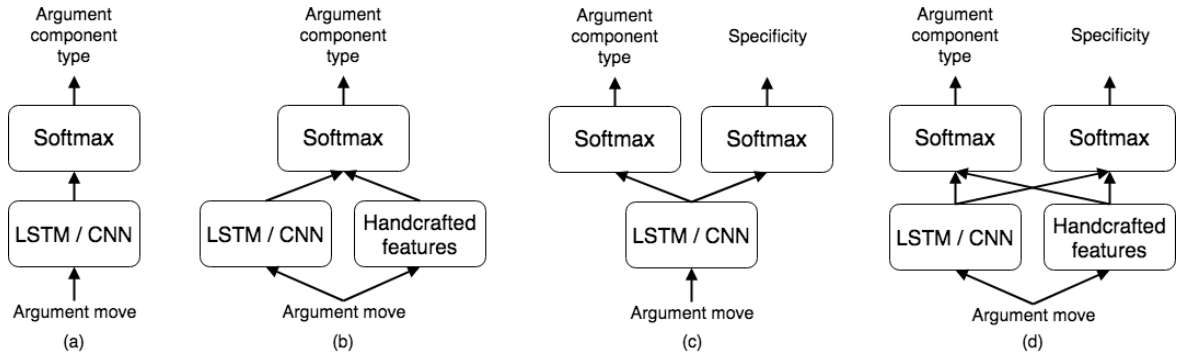 Argument
component
type
Softmax
LSTM / CNN
Argument move
(a)
Argument
component
type
Softmax
LSTM / CNN
Handcrafted
features
Argument move
(b)
Argument
component
type
Specificity
Softmax
Softmax
LSTM / CNN
Argument move
(c)
Argument
component
type
Specificity
Softmax
Softmax
LSTM / CNN
Handcrafted
features
Argument move
(d)